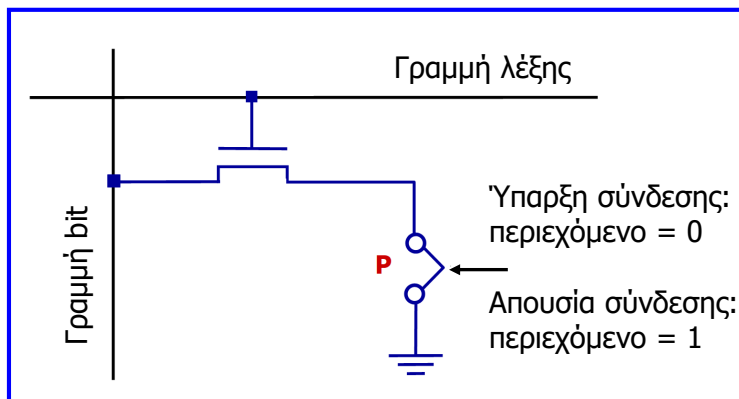 Γραμμή λέξης
Γραμμή bit
Ύπαρξη σύνδεσης:
περιεχόμενο = 0
P
Απουσία σύνδεσης:
περιεχόμενο = 1